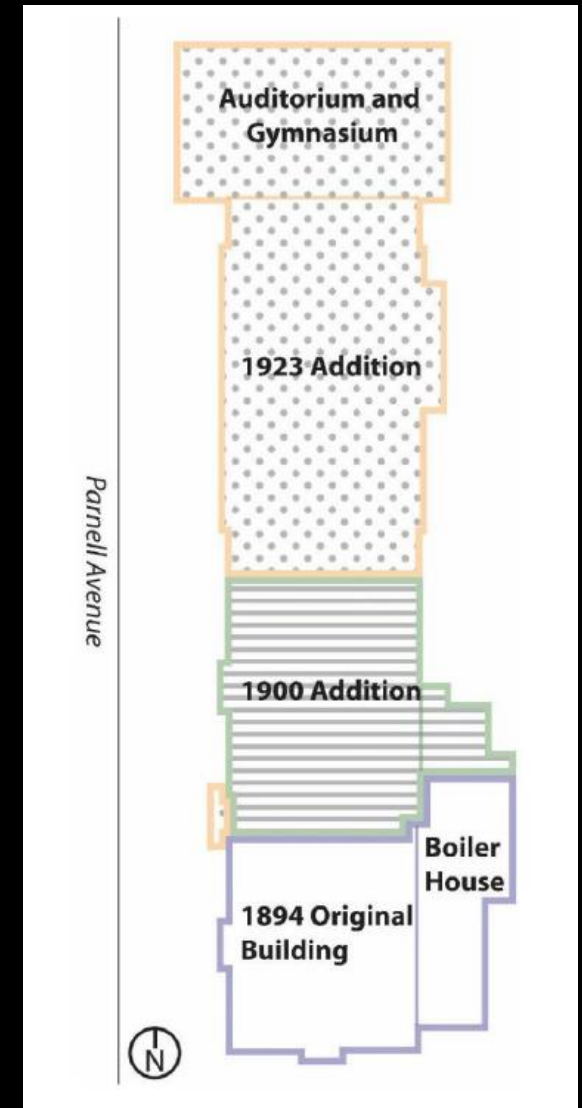 Auditorium and
Gymnasium
1923 Addition
Parnell Avenue
1900 Addition
Boiler
House
1894 Original
Building
N